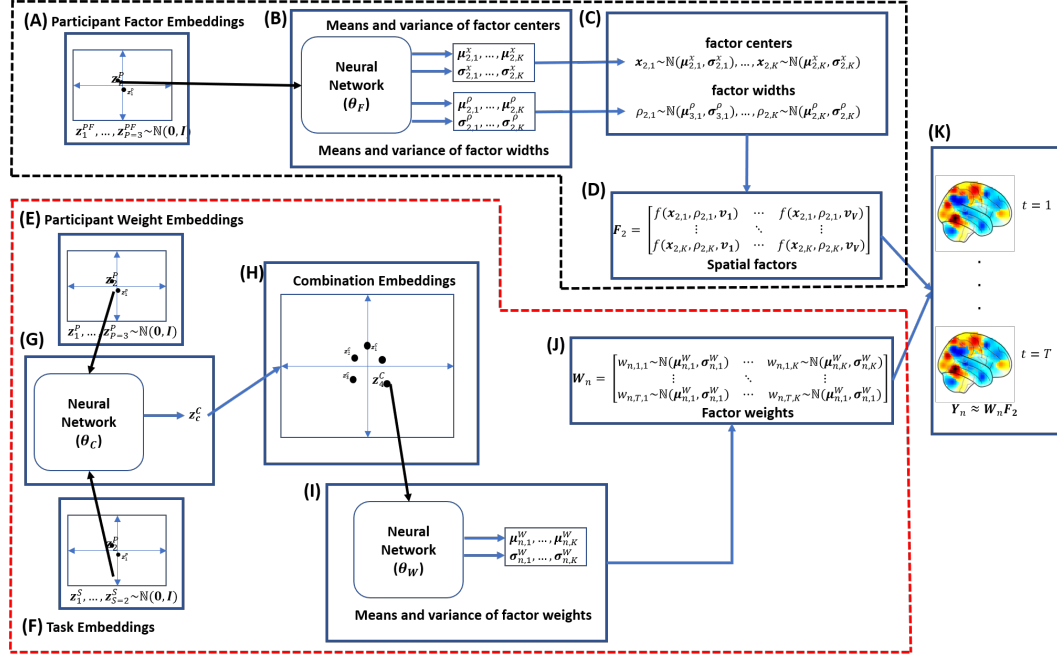 (A) Participant Factor Embeddings
z_2^P
z_1^P
z_1^{PF}, …, z_{P=3}^{PF} ~ ℕ(0, I)
(B)
Means and variance of factor centers
Neural
Network
(θ_F)
μ_{2,1}^x, …, μ_{2,K}^x
σ_{2,1}^x, …, σ_{2,K}^x
μ_{2,1}^ρ, …, μ_{2,K}^ρ
σ_{2,1}^ρ, …, σ_{2,K}^ρ
Means and variance of factor widths
(C)
factor centers
x_{2,1}~ℕ(μ_{2,1}^x, σ_{2,1}^x), …, x_{2,K}~ℕ(μ_{2,K}^x, σ_{2,K}^x)
factor widths
ρ_{2,1}~ℕ(μ_{3,1}^ρ, σ_{3,1}^ρ), …, ρ_{2,K}~ℕ(μ_{2,K}^ρ, σ_{2,K}^ρ)
(D)
F_2 = [f(x_{2,1}, ρ_{2,1}, v_1) ⋯ f(x_{2,1}, ρ_{2,1}, v_V)
⋮ ⋱ ⋮
f(x_{2,K}, ρ_{2,K}, v_1) ⋯ f(x_{2,K}, ρ_{2,K}, v_V)]
Spatial factors
(E) Participant Weight Embeddings
z_2^P
z_1^P
z_1^P, … z_{P=3}^P ~ℕ(0, I)
(G)
Neural
Network
(θ_C)
z_c^C
z_2^P
z_1^P
z_1^S, …, z_{S=2}^S ~ℕ(0, I)
(F) Task Embeddings
(H)
Combination Embeddings
z_4^C
(I)
Neural
Network
(θ_W)
μ_{n,1}^W, …, μ_{n,K}^W
σ_{n,1}^W, …, σ_{n,K}^W
Means and variance of factor weights
(J)
W_n = [w_{n,1,1}~ℕ(μ_{n,1}^W, σ_{n,1}^W) ⋯ w_{n,1,K}~ℕ(μ_{n,K}^W, σ_{n,K}^W)
⋮ ⋱ ⋮
w_{n,T,1}~ℕ(μ_{n,1}^W, σ_{n,1}^W) ⋯ w_{n,T,K}~ℕ(μ_{n,1}^W, σ_{n,1}^W)]
Factor weights
(K)
t = 1
.
.
.
.
t = T
Y_n ≈ W_nF_2